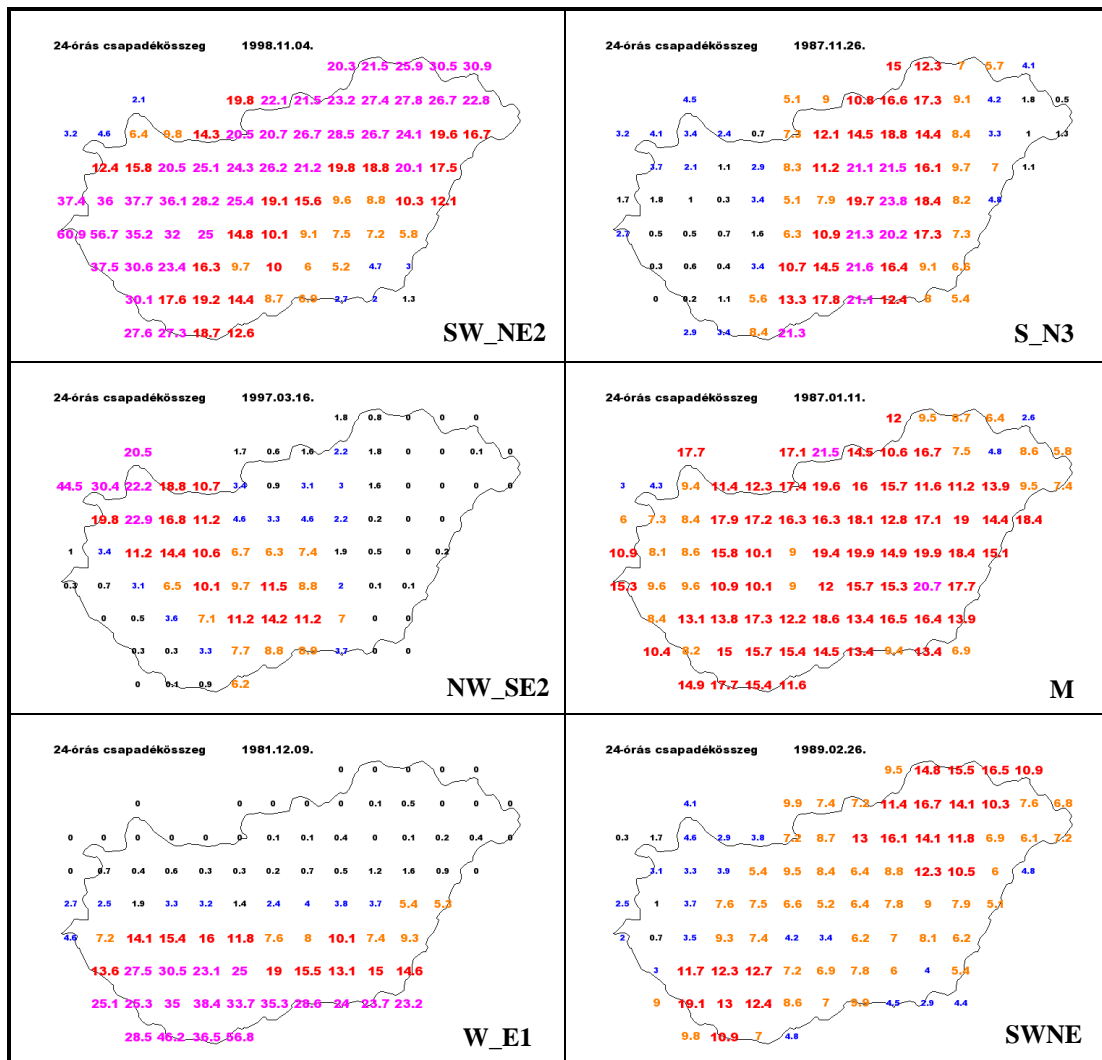 24-órás csapadékösszeg 1998.11.04.
20.3 21.5 25.9 30.5 30.9
2.1 19.8 22.1 21.5 23.2 27.4 27.8 26.7 22.8
3.2 4.6 6.4 9.8 14.3 20.5 20.7 26.7 28.5 26.7 24.1 19.6 16.7
12.4 15.8 20.5 25.1 24.3 26.2 21.2 19.8 18.8 20.1 17.5
37.4 36 37.7 36.1 28.2 25.4 19.1 15.6 9.6 8.8 10.3 12.1
60.9 56.7 35.2 32 25 14.8 10.1 9.1 7.5 7.2 5.8
37.5 30.6 23.4 16.3 9.7 10 6 5.2 4.7 3
30.1 17.6 19.2 14.4 8.7 6.9 2.7 2 1.3
27.6 27.3 18.7 12.6
SW_NE2
24-órás csapadékösszeg 1987.11.26.
15 12.3 7 5.7 4.1
4.5 5.1 9 10.8 16.6 17.3 9.1 4.2 1.8 0.5
3.2 4.1 3.4 2.4 0.7 7.3 12.1 14.5 18.8 14.4 8.4 3.3 1 1.3
3.7 2.1 1.1 2.9 8.3 11.2 21.1 21.5 16.1 9.7 7 1.1
1.7 1.8 1 0.3 3.4 5.1 7.9 19.7 23.8 18.4 8.2 4.8
2.7 0.5 0.5 0.7 1.6 6.3 10.9 21.3 20.2 17.3 7.3
0.3 0.6 0.4 3.4 10.7 14.5 21.6 16.4 9.1 6.6
0 0.2 1.1 5.6 13.3 17.8 21.1 12.4 8 5.4
2.9 3.4 8.4 21.3
S_N3
24-órás csapadékösszeg 1997.03.16.
1.8 0.8 0 0 0
20.5 1.7 0.6 1.6 2.2 1.8 0 0 0.1 0
44.5 30.4 22.2 18.8 10.7 3.4 0.9 3.1 3 1.6 0 0 0 0
19.8 22.9 16.8 11.2 4.6 3.3 4.6 2.2 0.2 0 0 0
1 3.4 11.2 14.4 10.6 6.7 6.3 7.4 1.9 0.5 0 0.2
0.3 0.7 3.1 6.5 10.1 9.7 11.5 8.8 2 0.1 0.1
0 0.5 3.6 7.1 11.2 14.2 11.2 7 0 0
0.3 0.3 3.3 7.7 8.8 8.9 3.7 0 0
0 0.1 0.9 6.2
NW_SE2
24-órás csapadékösszeg 1987.01.11.
12 9.5 8.7 6.4 2.6
17.7 17.1 21.5 14.5 10.6 16.7 7.5 4.8 8.6 5.8
3 4.3 9.4 11.4 12.3 17.4 19.6 16 15.7 11.6 11.2 13.9 9.5 7.4
6 7.3 8.4 17.9 17.2 16.3 16.3 18.1 12.8 17.1 19 14.4 18.4
10.9 8.1 8.6 15.8 10.1 9 19.4 19.9 14.9 19.9 18.4 15.1
15.3 9.6 9.6 10.9 10.1 9 12 15.7 15.3 20.7 17.7
8.4 13.1 13.8 17.3 12.2 18.6 13.4 16.5 16.4 13.9
10.4 8.2 15 15.7 15.4 14.5 13.4 9.4 13.4 6.9
14.9 17.7 15.4 11.6
M
24-órás csapadékösszeg 1981.12.09.
0 0 0 0 0
0 0 0 0 0 0.1 0.5 0 0 0
0 0 0 0 0 0 0.1 0.1 0.4 0 0.1 0.2 0.4 0
0 0.7 0.4 0.6 0.3 0.3 0.2 0.7 0.5 1.2 1.6 0.9 0
2.7 2.5 1.9 3.3 3.2 1.4 2.4 4 3.8 3.7 5.4 5.3
4.6 7.2 14.1 15.4 16 11.8 7.6 8 10.1 7.4 9.3
13.6 27.5 30.5 23.1 25 19 15.5 13.1 15 14.6
25.1 25.3 35 38.4 33.7 35.3 28.6 24 23.7 23.2
28.5 46.2 36.5 56.8
W_E1
24-órás csapadékösszeg 1989.02.26.
9.5 14.8 15.5 16.5 10.9
4.1 9.9 7.4 7.2 11.4 16.7 14.1 10.3 7.6 6.8
0.3 1.7 4.6 2.9 3.8 7.2 8.7 13 16.1 14.1 11.8 6.9 6.1 7.2
3.1 3.3 3.9 5.4 9.5 8.4 6.4 8.8 12.3 10.5 6 4.8
2.5 1 3.7 7.6 7.5 6.6 5.2 6.4 7.8 9 7.9 5.1
2 0.7 3.5 9.3 7.4 4.2 3.4 6.2 7 8.1 6.2
3 11.7 12.3 12.7 7.2 6.9 7.8 6 4 5.4
9 19.1 13 12.4 8.6 7 9.9 4.5 2.9 4.4
9.8 10.9 7 4.8
SWNE